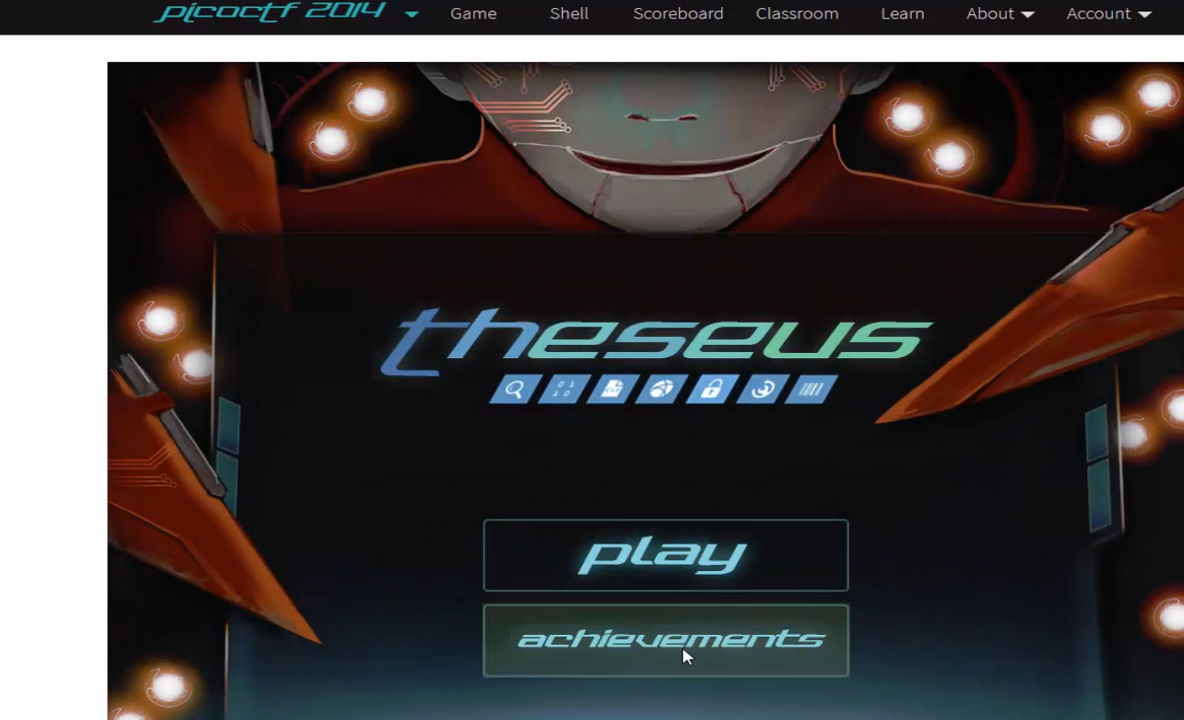 picoctf 2014 Game Shell Scoreboard Classroom Learn About Account
theseus
play
achievements